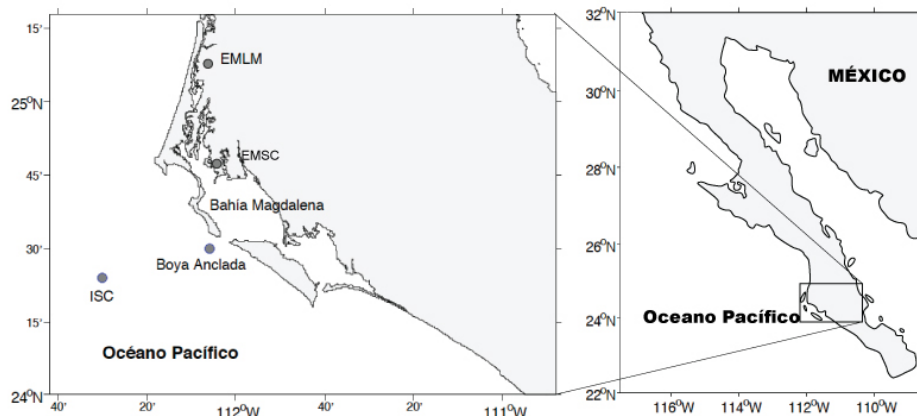 15'
EMLM
25°N
EMSC
45'
Bahía Magdalena
30'
Boya Anclada
ISC
15'
Océano Pacífico
24°N
40'
20'
112°W
40'
20'
111°W
32°N
MÉXICO
30°N
28°N
26°N
24°N
Oceano Pacífico
22°N
116°W
114°W
112°W
110°W